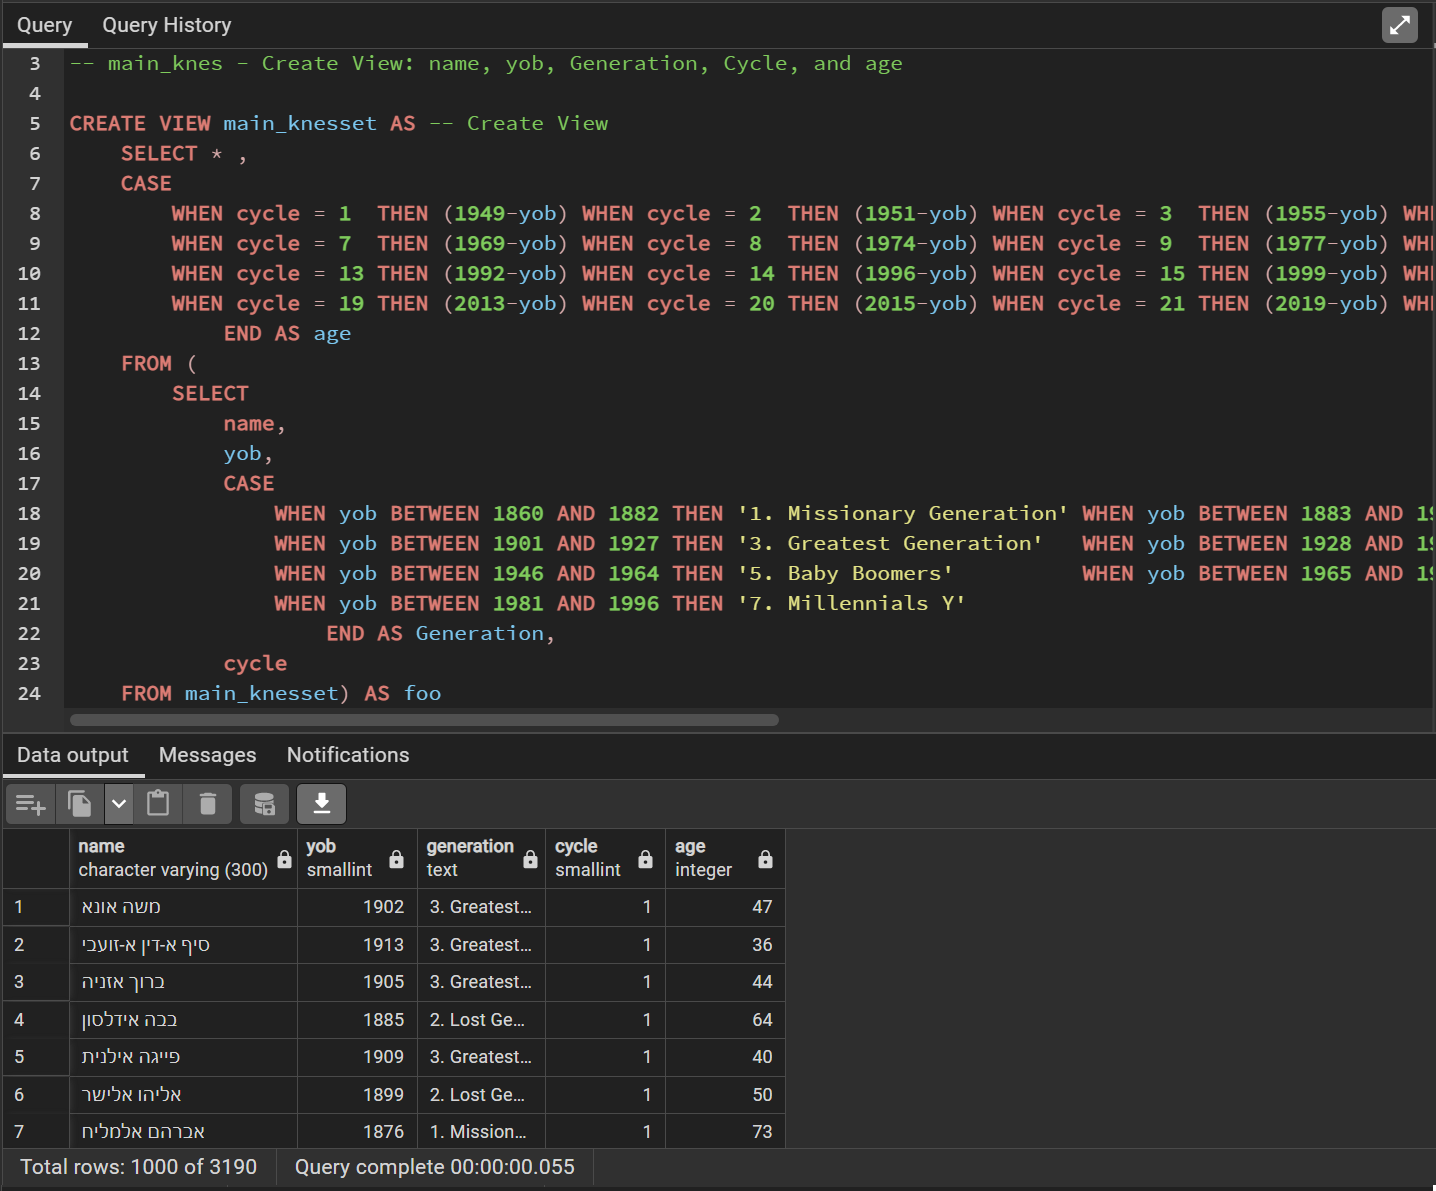 Query Query History
3 -- main_knes - Create View: name, yob, Generation, Cycle, and age
4
5 CREATE VIEW main_knesset AS -- Create View
6 SELECT * ,
7 CASE
8 WHEN cycle = 1 THEN (1949-yob) WHEN cycle = 2 THEN (1951-yob) WHEN cycle = 3 THEN (1955-yob) WH
9 WHEN cycle = 7 THEN (1969-yob) WHEN cycle = 8 THEN (1974-yob) WHEN cycle = 9 THEN (1977-yob) WH
10 WHEN cycle = 13 THEN (1992-yob) WHEN cycle = 14 THEN (1996-yob) WHEN cycle = 15 THEN (1999-yob) WH
11 WHEN cycle = 19 THEN (2013-yob) WHEN cycle = 20 THEN (2015-yob) WHEN cycle = 21 THEN (2019-yob) WH
12 END AS age
13 FROM (
14 SELECT
15 name,
16 yob,
17 CASE
18 WHEN yob BETWEEN 1860 AND 1882 THEN '1. Missionary Generation' WHEN yob BETWEEN 1883 AND 19
19 WHEN yob BETWEEN 1901 AND 1927 THEN '3. Greatest Generation' WHEN yob BETWEEN 1928 AND 19
20 WHEN yob BETWEEN 1946 AND 1964 THEN '5. Baby Boomers' WHEN yob BETWEEN 1965 AND 19
21 WHEN yob BETWEEN 1981 AND 1996 THEN '7. Millennials Y'
22 END AS Generation,
23 cycle
24 FROM main_knesset) AS foo
Data output Messages Notifications
name yob generation cycle age
character varying (300) smallint text smallint integer
1 משה אונא 1902 3. Greatest... 1 47
2 סיף א-דין א-זועבי 1913 3. Greatest... 1 36
3 ברוך אזניה 1905 3. Greatest... 1 44
4 בבה אידלסון 1885 2. Lost Ge... 1 64
5 פייגה אילנית 1909 3. Greatest... 1 40
6 אליהו אלישר 1899 2. Lost Ge... 1 50
7 אברהם אלמליח 1876 1. Mission... 1 73
Total rows: 1000 of 3190 Query complete 00:00:00.055